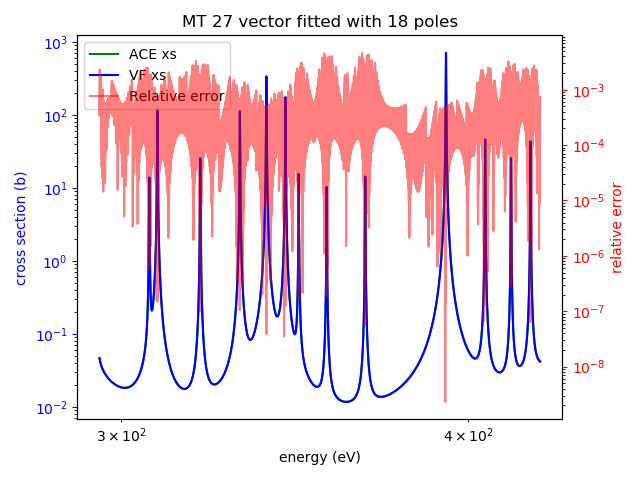 MT 27 vector fitted with 18 poles
ACE xs
VF xs
Relative error
cross section (b)
10³
10²
10¹
10⁰
10⁻¹
10⁻²
relative error
10⁻³
10⁻⁴
10⁻⁵
10⁻⁶
10⁻⁷
10⁻⁸
3 × 10²
4 × 10²
energy (eV)